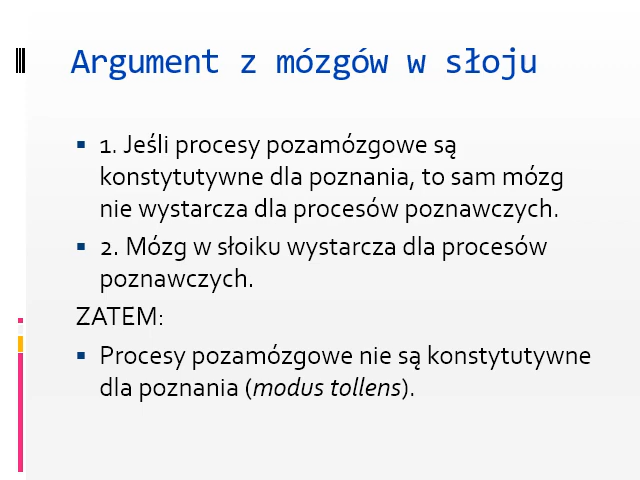 Argument z mózgów w słoju
▪ 1. Jeśli procesy pozamózgowe są
konstytutywne dla poznania, to sam mózg
nie wystarcza dla procesów poznawczych.
▪ 2. Mózg w słoiku wystarcza dla procesów
poznawczych.
ZATEM:
▪ Procesy pozamózgowe nie są konstytutywne
dla poznania (modus tollens).